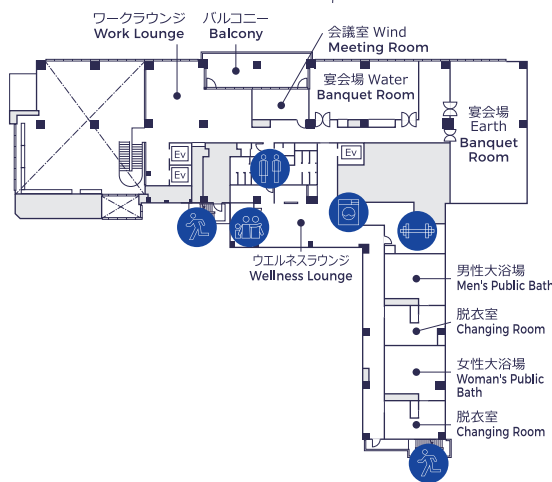 ワークラウンジ
Work Lounge
バルコニー
Balcony
会議室 Wind
Meeting Room
宴会場 Water
Banquet Room
宴会場
Earth
Banquet
Room
Ev
Ev
Ev
ウエルネスラウンジ
Wellness Lounge
男性大浴場
Men's Public Bath
脱衣室
Changing Room
女性大浴場
Woman's Public
Bath
脱衣室
Changing Room